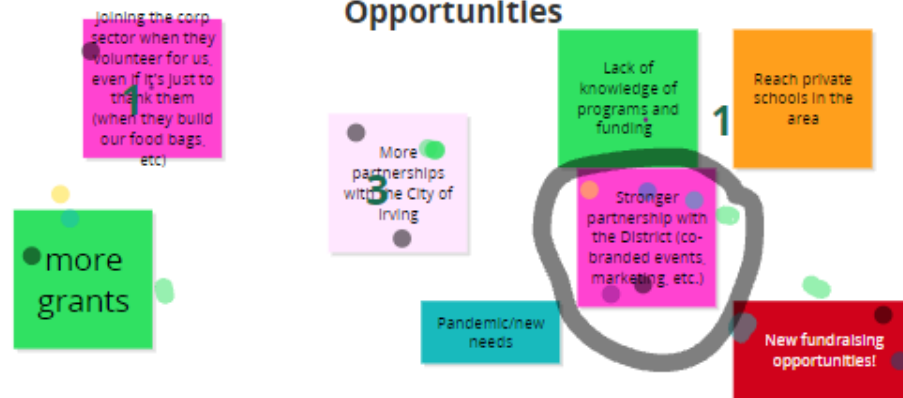 Opportunities
Joining the corp
sector when they
volunteer for us,
even if it's just to
thank them
(when they build
our food bags,
etc)
1
Lack of
knowledge of
programs and
funding
1
Reach private
schools in the
area
More
partnerships
with the City of
Irving
3
Stronger
partnership with
the District (co-
branded events,
marketing, etc.)
more
grants
Pandemic/new
needs
New fundraising
opportunities!